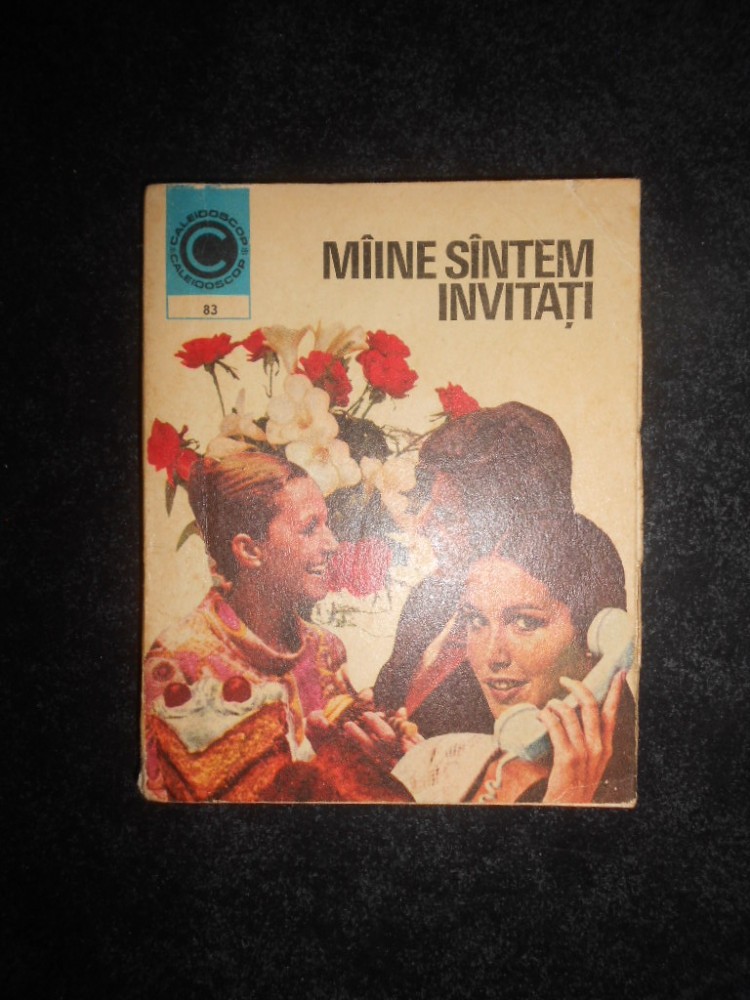 CALEIDOSCOP
C
CALEIDOSCOP
83
MÎINE SÎNTEM
INVITAȚI